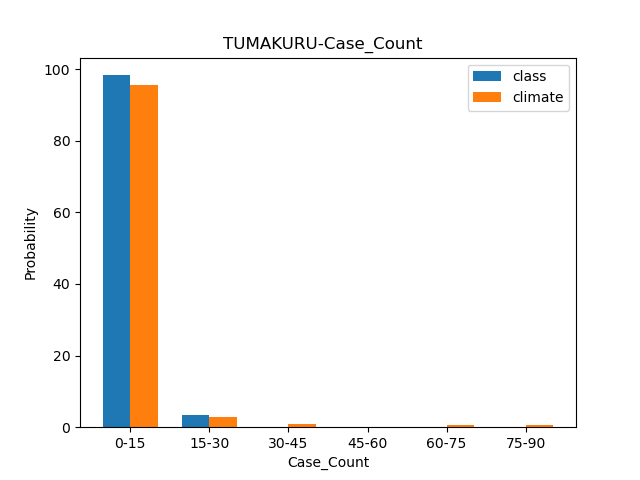 TUMAKURU-Case_Count
class
climate
100
80
60
40
20
0
Probability
0-15 15-30 30-45 45-60 60-75 75-90
Case_Count